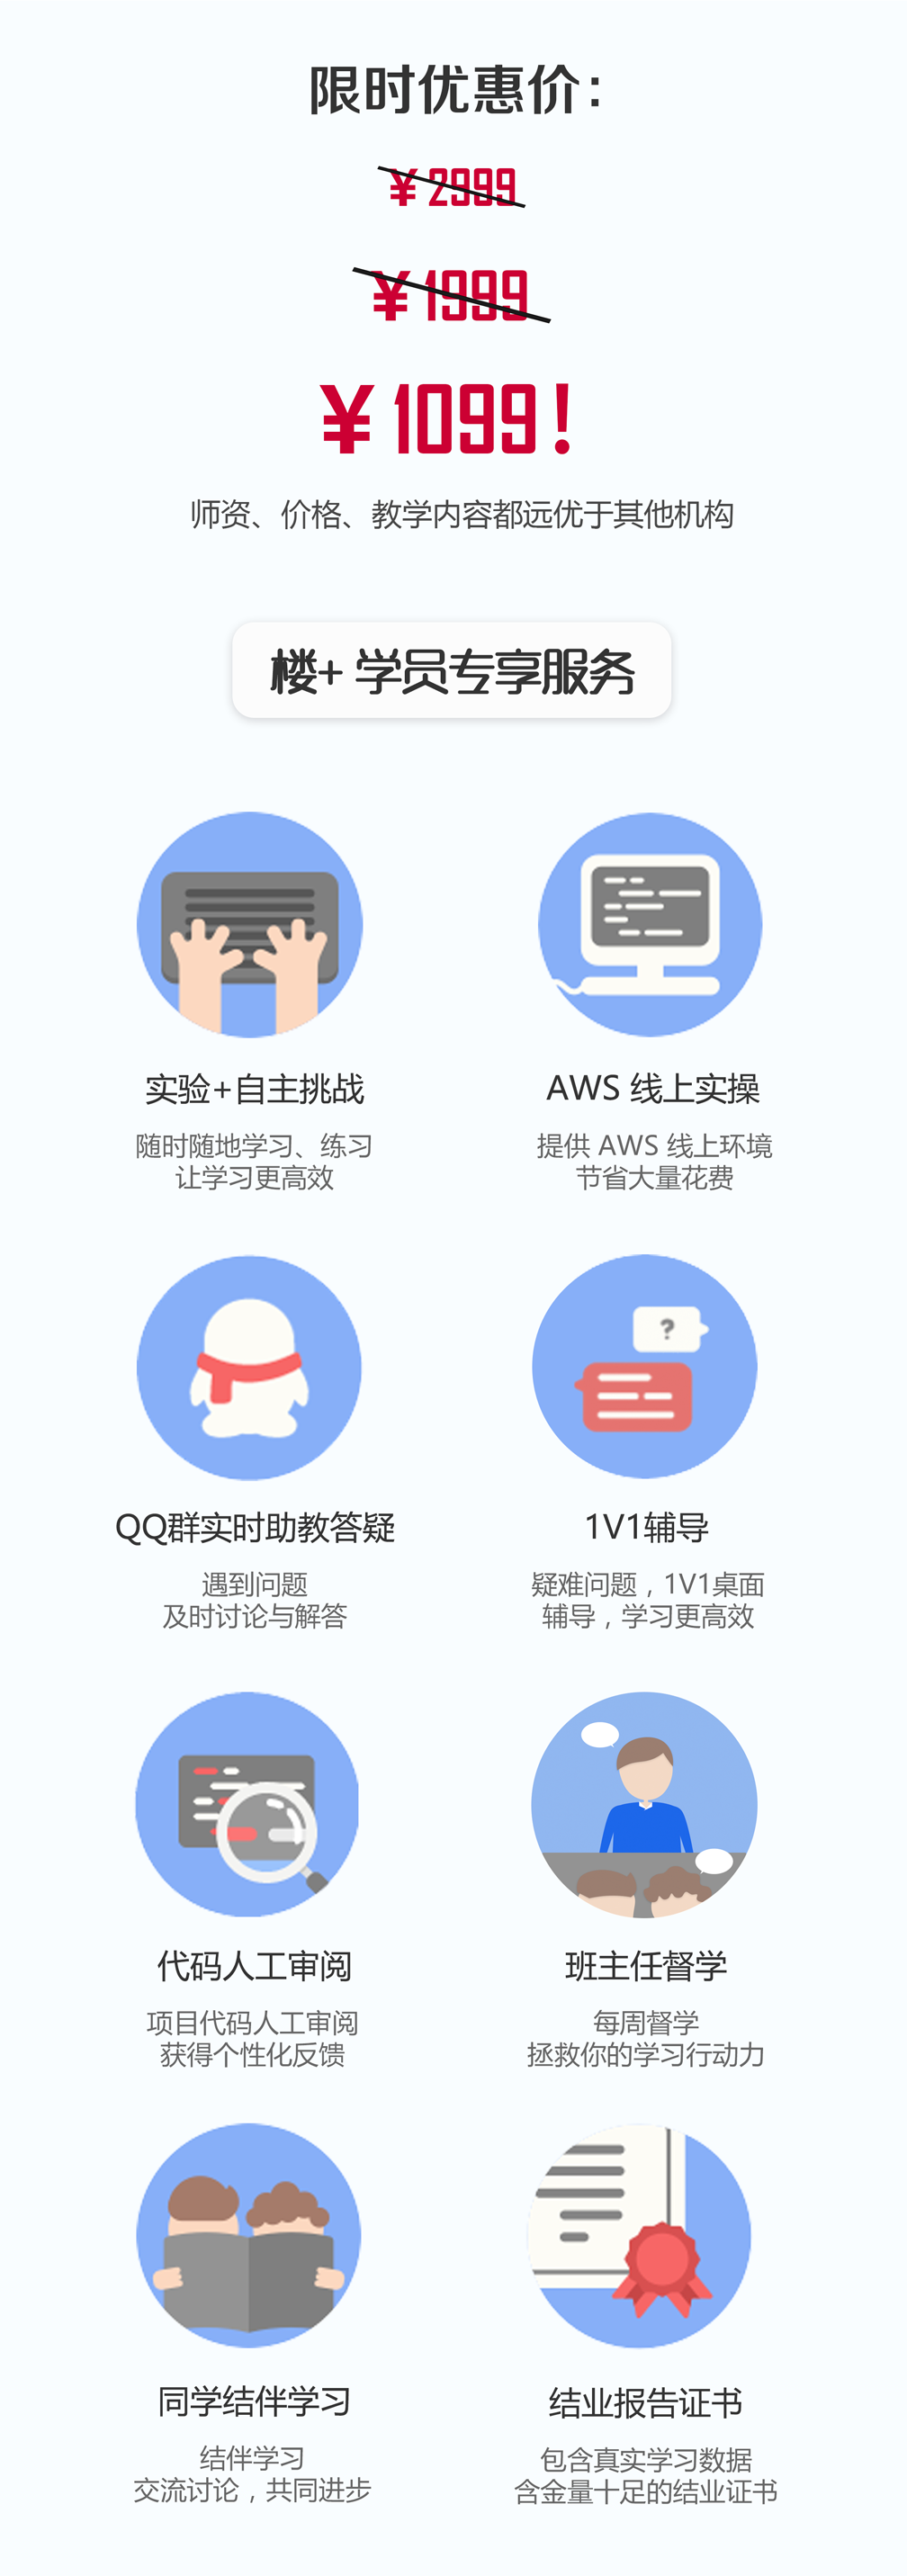 限时优惠价：
¥2999
¥1999
¥1099！
师资、价格、教学内容都远优于其他机构
楼+ 学员专享服务
实验+自主挑战
随时随地学习、练习
让学习更高效
AWS 线上实操
提供 AWS 线上环境
节省大量花费
?
QQ群实时助教答疑
遇到问题
及时讨论与解答
1V1辅导
疑难问题，1V1桌面
辅导，学习更高效
代码人工审阅
项目代码人工审阅
获得个性化反馈
班主任督学
每周督学
拯救你的学习行动力
同学结伴学习
结伴学习
交流讨论，共同进步
结业报告证书
包含真实学习数据
含金量十足的结业证书